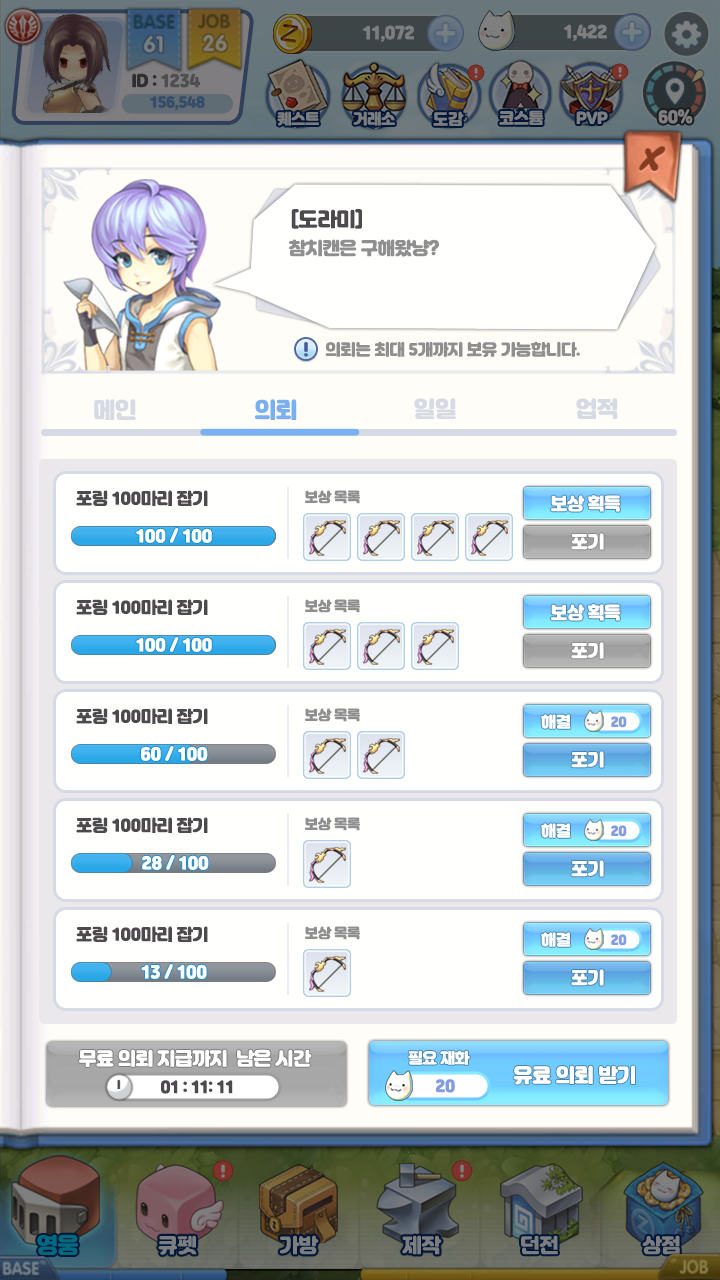 BASE
61
JOB
26
ID : 1234
156,548
11,072
1,422
퀘스트
거래소
도감
코스튬
PVP
60%
[도라미]
참치캔은 구해왔냥?
의뢰는 최대 5개까지 보유 가능합니다.
메인
의뢰
일일
업적
포링 100마리 잡기
100 / 100
보상 목록
보상 획득
포기
포링 100마리 잡기
100 / 100
보상 목록
보상 획득
포기
포링 100마리 잡기
60 / 100
보상 목록
해결 20
포기
포링 100마리 잡기
28 / 100
보상 목록
해결 20
포기
포링 100마리 잡기
13 / 100
보상 목록
해결 20
포기
무료 의뢰 지급까지 남은 시간
01 : 11: 11
필요 재화
20
유료 의뢰 받기
영웅
큐펫
가방
제작
던전
상점
BASE
JOB